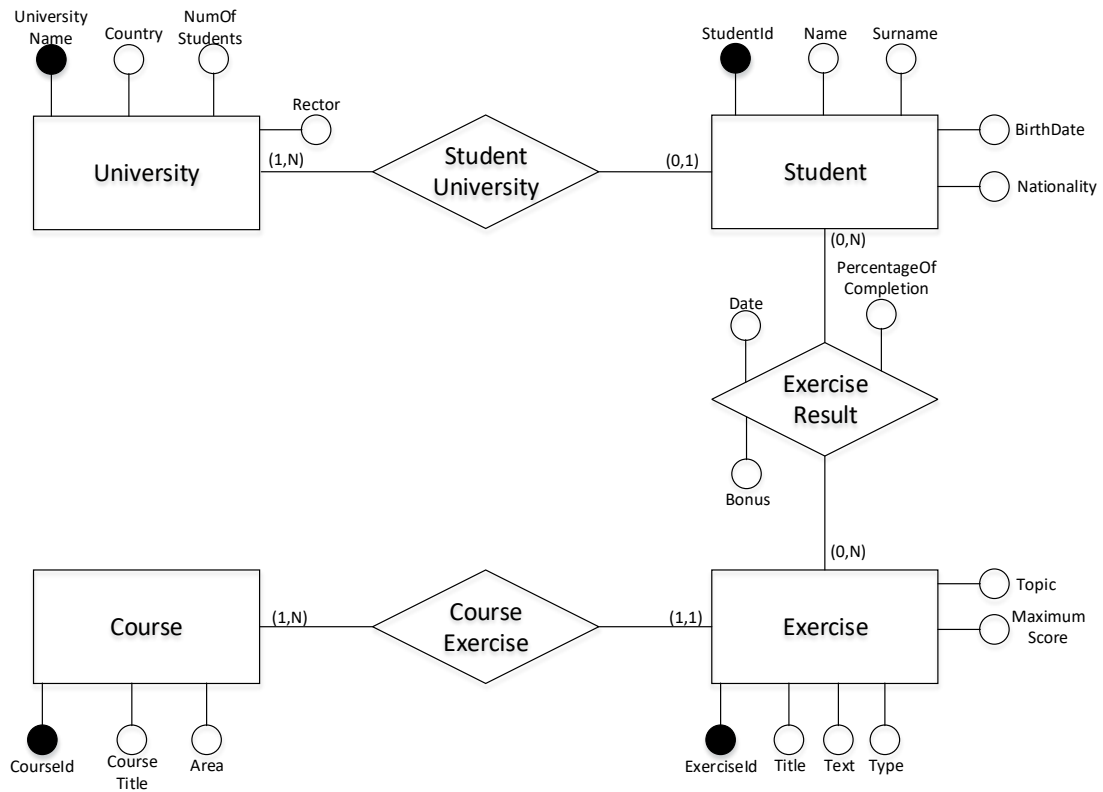 University
Name
Country
NumOf
Students
Rector
University
(1,N)
Student
University
(0,1)
StudentId
Name
Surname
Student
BirthDate
Nationality
(0,N)
PercentageOf
Completion
Date
Exercise
Result
Bonus
(0,N)
Course
(1,N)
Course
Exercise
(1,1)
Exercise
Topic
Maximum
Score
CourseId
Course
Title
Area
ExerciseId
Title
Text
Type